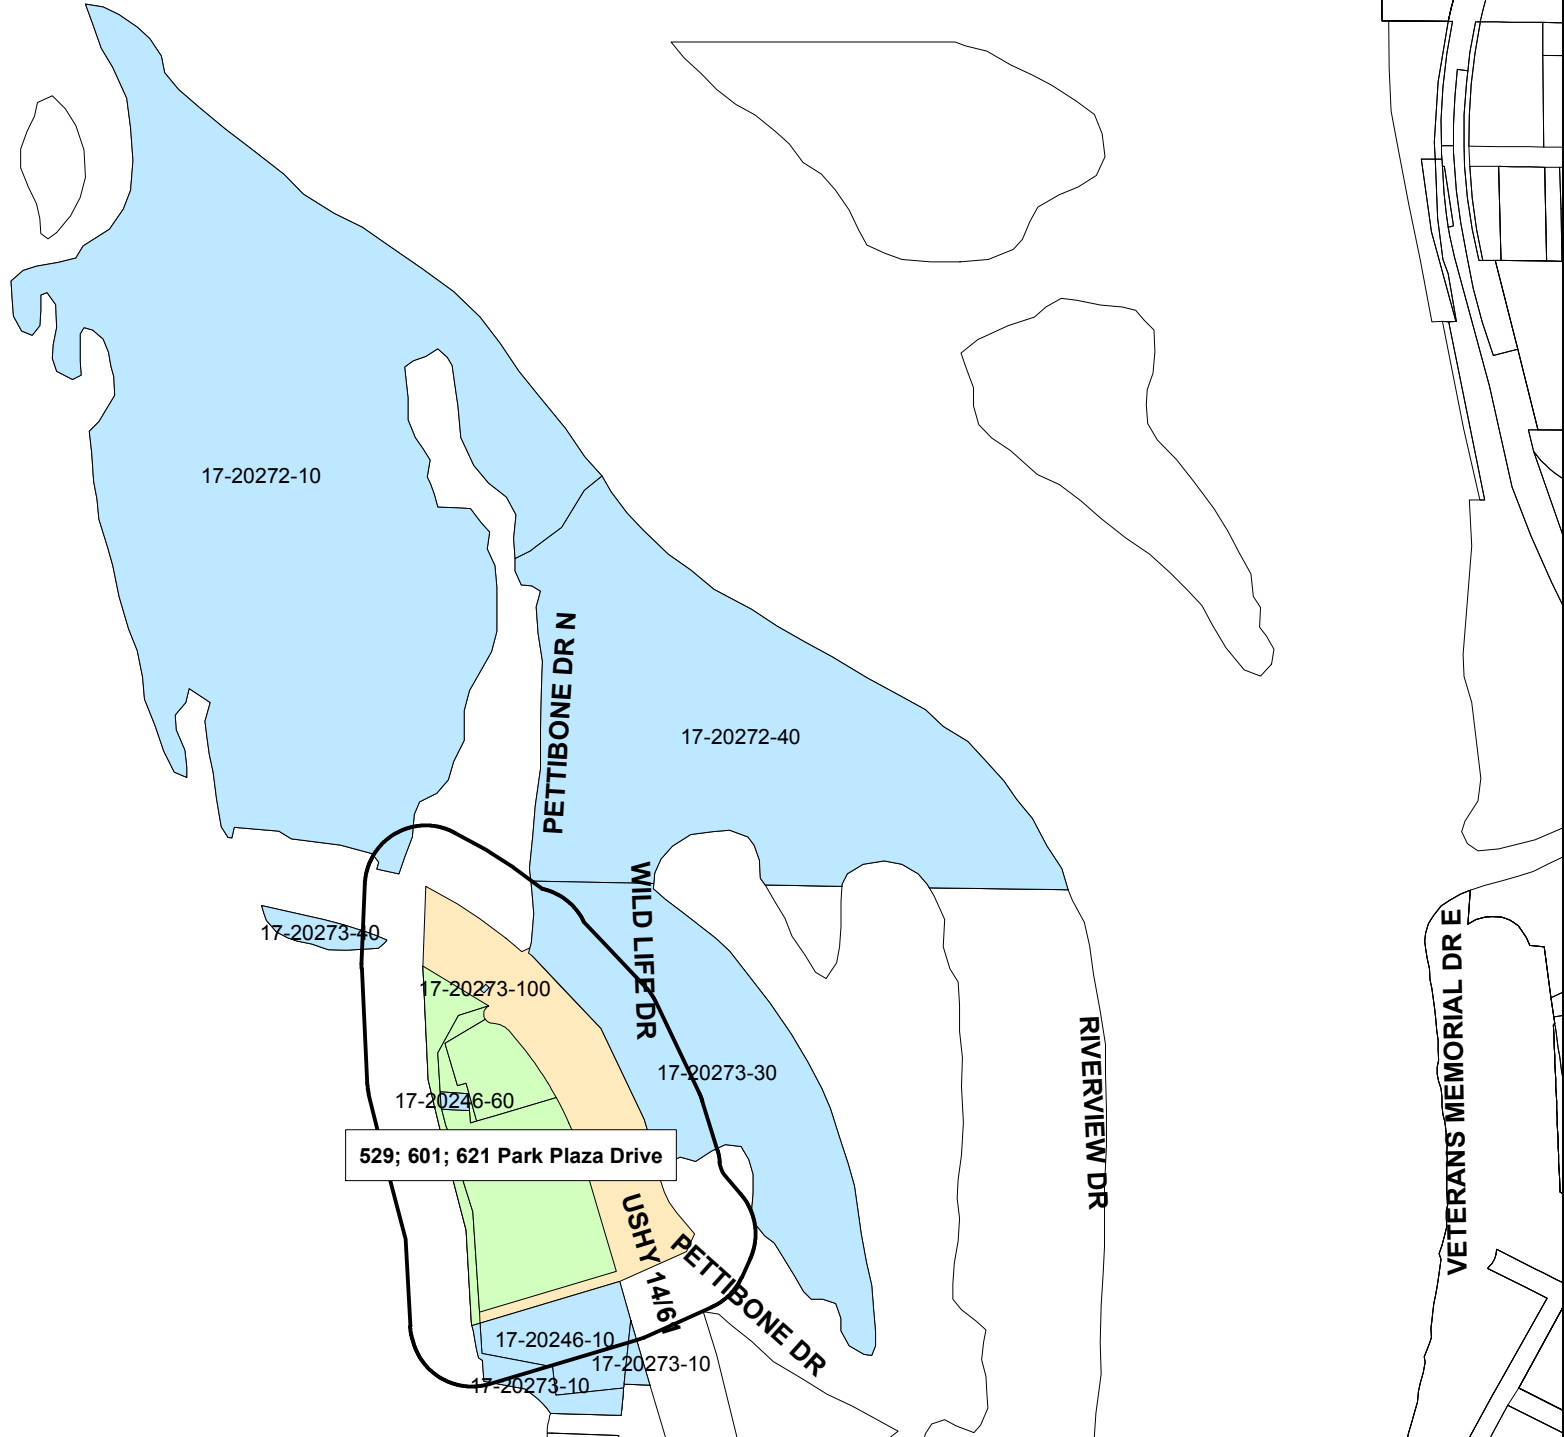 17-20272-10
PETTIBONE DR N
17-20272-40
WILD LIFE DR
17-20273-40
17-20273-100
VETERANS MEMORIAL DR E
RIVERVIEW DR
17-20273-30
17-20246-60
529; 601; 621 Park Plaza Drive
USHY 14/61
PETTIBONE DR
17-20246-10
17-20273-10
17-20273-10